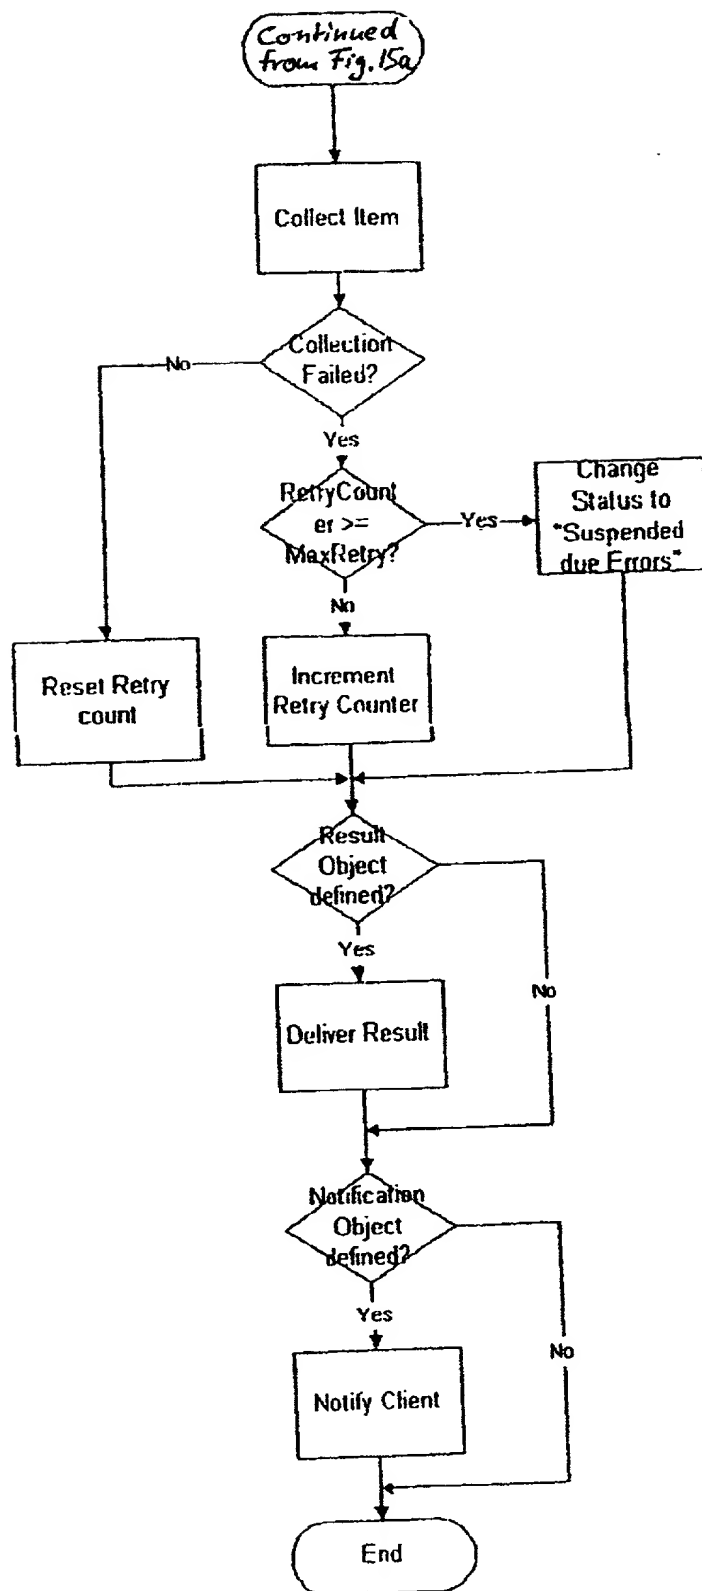 Continued
from Fig. 15a
Collect Item
Collection
Failed?
No
Yes
RetryCount
er >=
MaxRetry?
Yes
Change
Status to
"Suspended
due Errors"
No
Reset Retry
count
Increment
Retry Counter
Result
Object
defined?
Yes
No
Deliver Result
Notification
Object
defined?
Yes
No
Notify Client
End